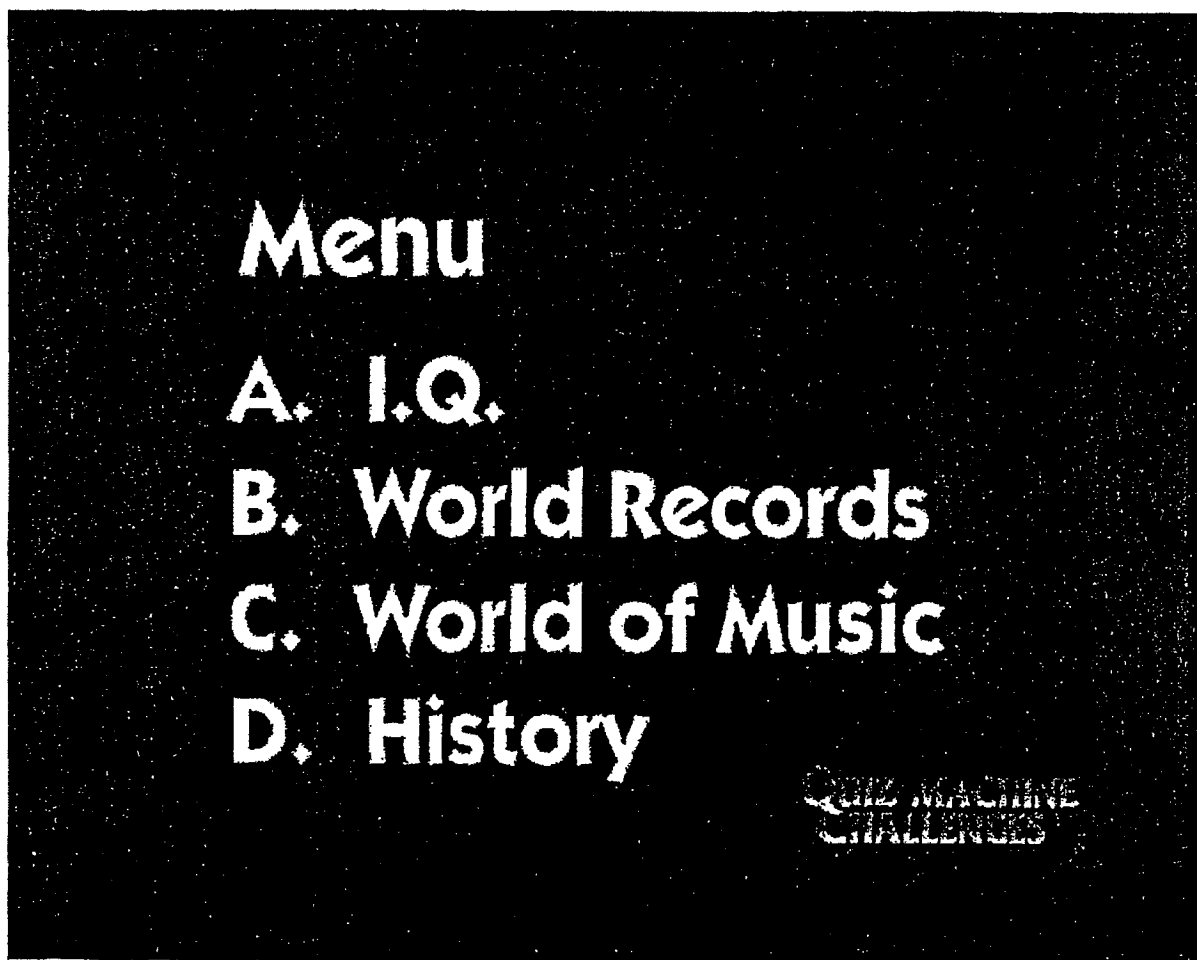 Menu
A. I.Q.
B. World Records
C. World of Music
D. History
QUIZ MACHINE
CHALLENGES